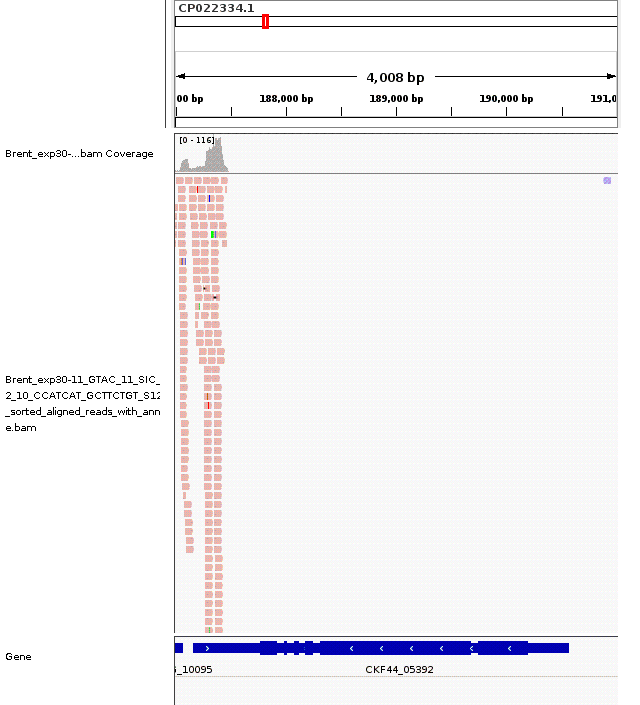 CP022334.1
4,008 bp
00 bp
188,000 bp
189,000 bp
190,000 bp
191,0
Brent_exp30-...bam Coverage
[0 - 116]
Brent_exp30-11_GTAC_11_SIC_
2_10_CCATCAT_GCTTCTGT_S12
_sorted_aligned_reads_with_ann
e.bam
Gene
_10095
CKF44_05392